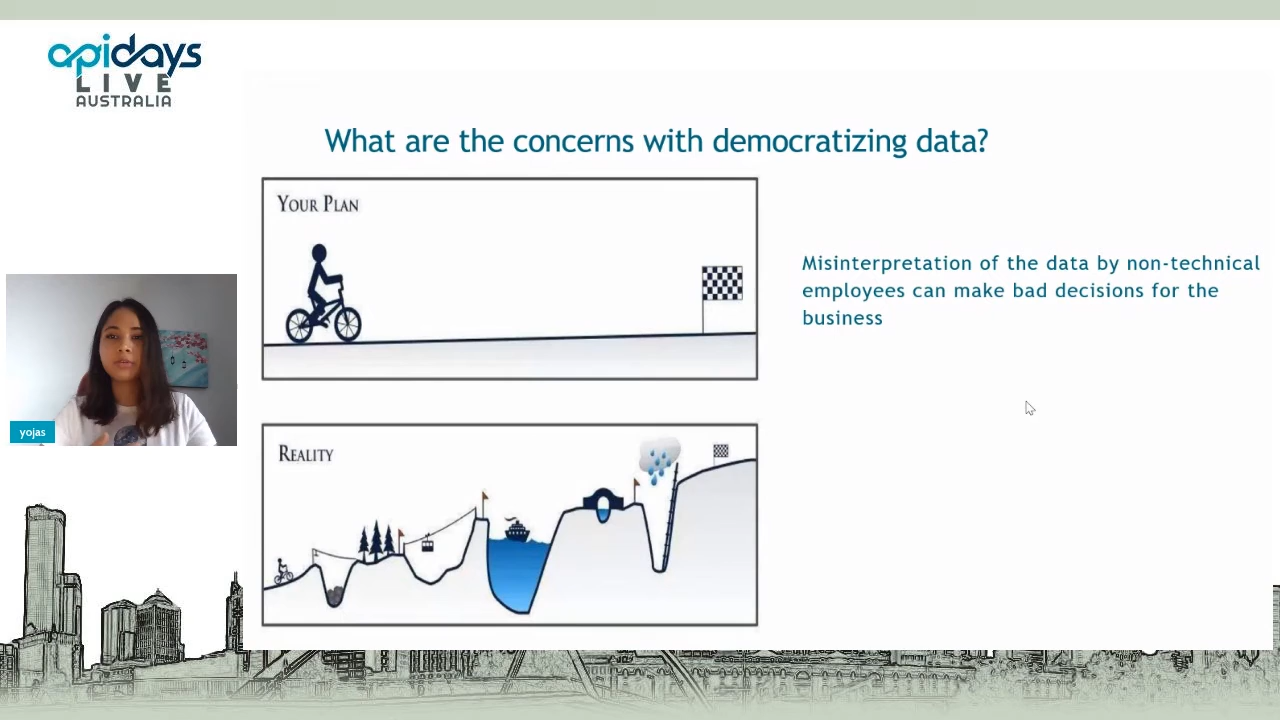 apidays
LIVE
AUSTRALIA
What are the concerns with democratizing data?
YOUR PLAN
Misinterpretation of the data by non-technical
employees can make bad decisions for the
business
yojas
REALITY